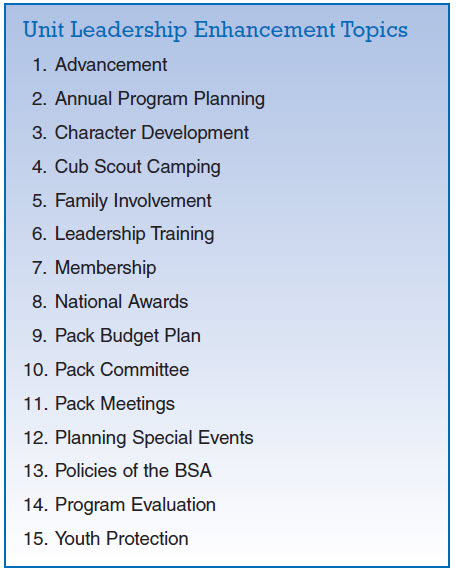 Unit Leadership Enhancement Topics
1. Advancement
2. Annual Program Planning
3. Character Development
4. Cub Scout Camping
5. Family Involvement
6. Leadership Training
7. Membership
8. National Awards
9. Pack Budget Plan
10. Pack Committee
11. Pack Meetings
12. Planning Special Events
13. Policies of the BSA
14. Program Evaluation
15. Youth Protection